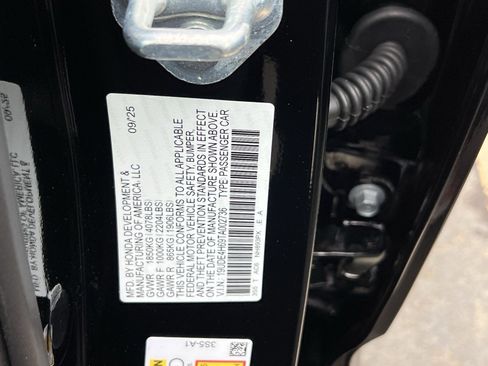 09/25
MFD. BY HONDA DEVELOPMENT &
MANUFACTURING OF AMERICA, LLC
GVWR 1850KG(4078LBS)
GAWR F 1000KG(2204LBS)
GAWR R 865KG(1906LBS)
THIS VEHICLE CONFORMS TO ALL APPLICABLE
FEDERAL MOTOR VEHICLE SAFETY, BUMPER,
AND THEFT PREVENTION STANDARDS IN EFFECT
ON THE DATE OF MANUFACTURE SHOWN ABOVE.
V.I.N.: TYPE:PASSENGER CAR
E A
3S5-A1